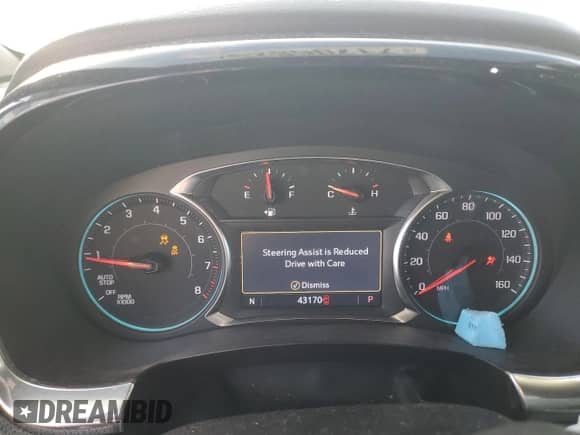 E F
C H
1 2 3 4 5 6 7 8
AUTO
STOP
OFF
RPM
X1000
Steering Assist is Reduced
Drive with Care
Dismiss
N 43170 P
0 20 40 60 80 100 120 140 160
MPH
DREAMBID